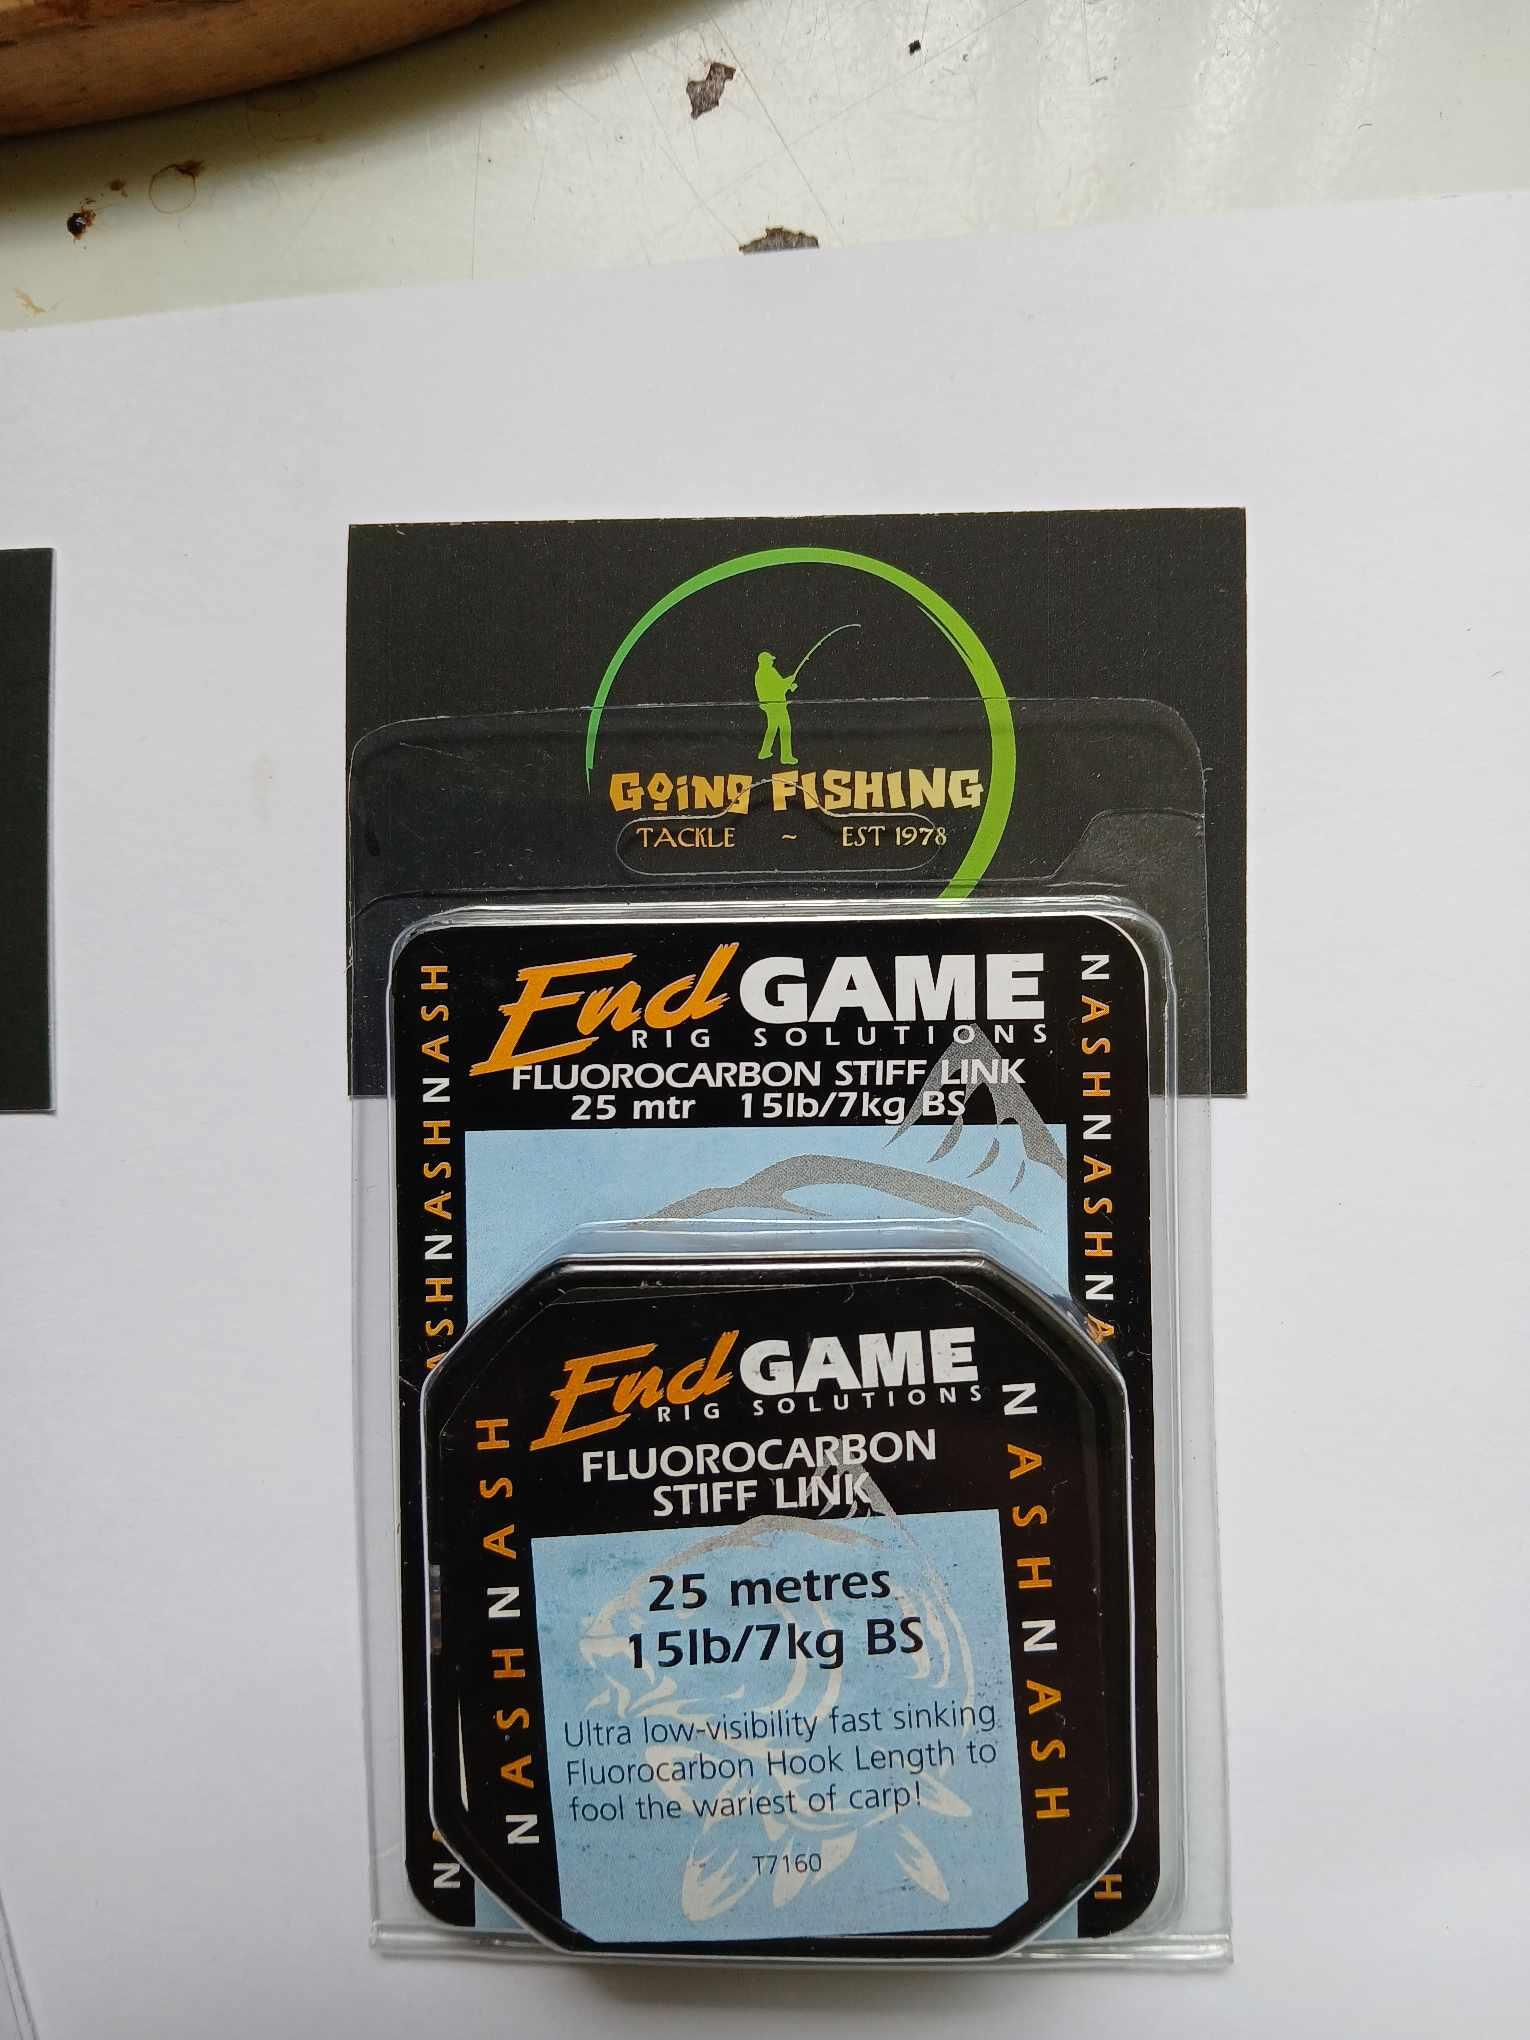 GOING FISHING
TACKLE ~ EST 1978
End GAME
RIG SOLUTIONS
FLUOROCARBON STIFF LINK
25 mtr 15lb/7kg BS
NASHNASHNASH
NASHNASHNA
End GAME
RIG SOLUTIONS
FLUOROCARBON
STIFF LINK
25 metres
15lb/7kg BS
Ultra low-visibility fast sinking
Fluorocarbon Hook Length to
fool the wariest of carp!
T7160
NASHNASH
NASHNASH